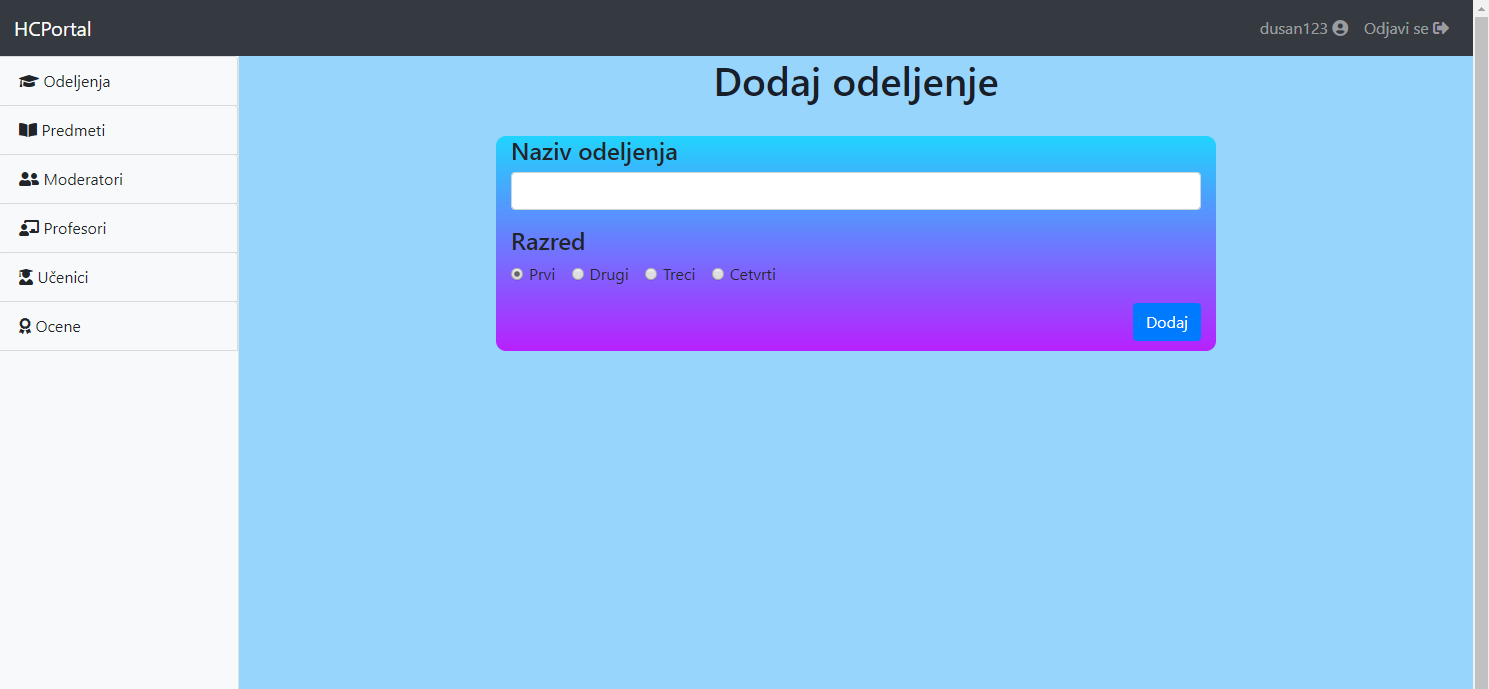 HCPortal
dusan123 Odjavi se
Odeljenja
Predmeti
Moderatori
Profesori
Učenici
Ocene
Dodaj odeljenje
Naziv odeljenja
Razred
Prvi Drugi Treci Cetvrti
Dodaj